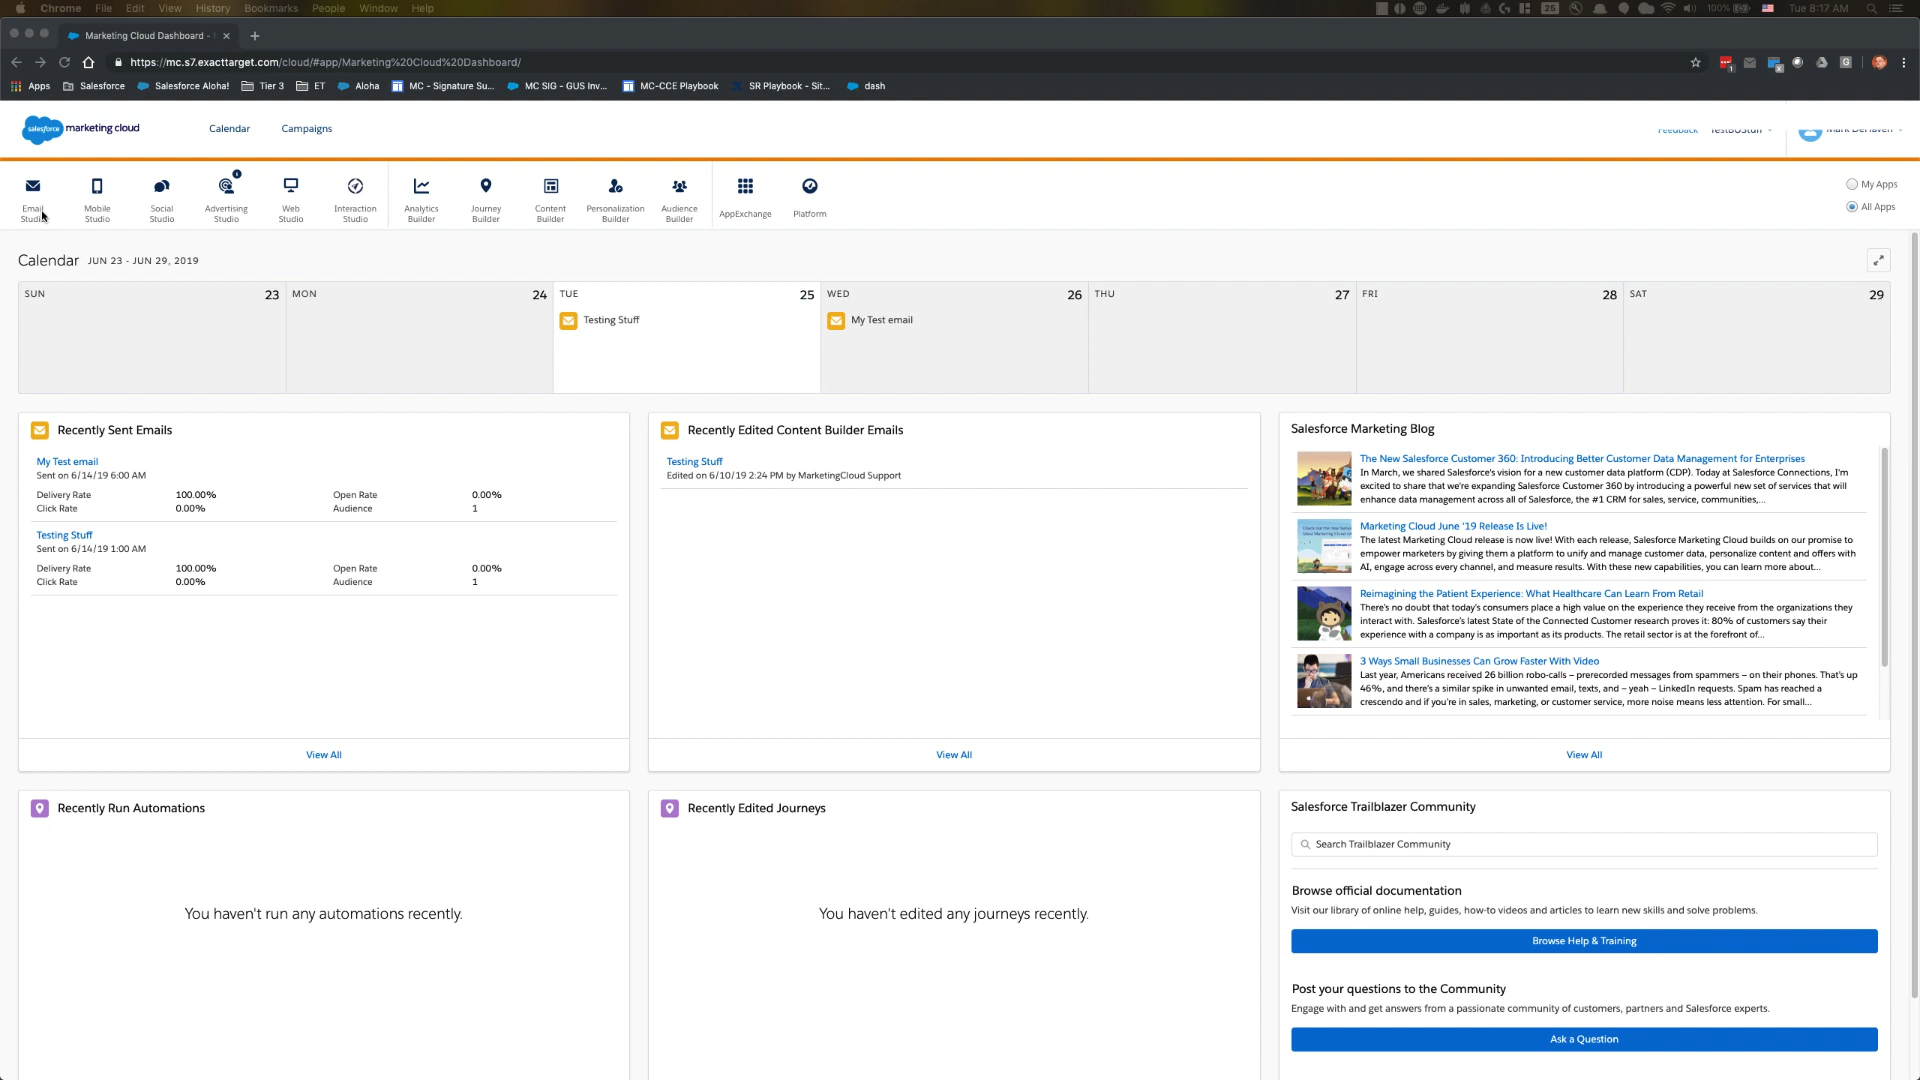 Chrome File Edit View History Bookmarks People Window Help
25 100% Tue 8:17 AM
Marketing Cloud Dashboard -
https://mc.s7.exacttarget.com/cloud/#app/Marketing%20Cloud%20Dashboard/
Apps Salesforce Salesforce Aloha! Tier 3 ET Aloha MC - Signature Su... MC SIG - GUS Inv... MC-CCE Playbook SR Playbook - Sit... dash
salesforce marketing cloud Calendar Campaigns
Feedback TestBUStuff Mark DeHaven
Email Studio
Mobile Studio
Social Studio
Advertising Studio
Web Studio
Interaction Studio
Analytics Builder
Journey Builder
Content Builder
Personalization Builder
Audience Builder
AppExchange
Platform
My Apps
All Apps
Calendar JUN 23 - JUN 29, 2019
SUN 23 MON 24 TUE 25 WED 26 THU 27 FRI 28 SAT 29
Testing Stuff My Test email
Recently Sent Emails
My Test email
Sent on 6/14/19 6:00 AM
Delivery Rate 100.00% Open Rate 0.00%
Click Rate 0.00% Audience 1
Testing Stuff
Sent on 6/14/19 1:00 AM
Delivery Rate 100.00% Open Rate 0.00%
Click Rate 0.00% Audience 1
View All
Recently Edited Content Builder Emails
Testing Stuff
Edited on 6/10/19 2:24 PM by MarketingCloud Support
View All
Salesforce Marketing Blog
The New Salesforce Customer 360: Introducing Better Customer Data Management for Enterprises
In March, we shared Salesforce's vision for a new customer data platform (CDP). Today at Salesforce Connections, I'm
excited to share that we're expanding Salesforce Customer 360 by introducing a powerful new set of services that will
enhance data management across all of Salesforce, the #1 CRM for sales, service, communities,...
Marketing Cloud June '19 Release Is Live!
The latest Marketing Cloud release is now live! With each release, Salesforce Marketing Cloud builds on our promise to
empower marketers by giving them a platform to unify and manage customer data, personalize content and offers with
AI, engage across every channel, and measure results. With these new capabilities, you can learn more about...
Reimagining the Patient Experience: What Healthcare Can Learn From Retail
There's no doubt that today's consumers place a high value on the experience they receive from the organizations they
interact with. Salesforce's latest State of the Connected Customer research proves it: 80% of customers say their
experience with a company is as important as its products. The retail sector is at the forefront of...
3 Ways Small Businesses Can Grow Faster With Video
Last year, Americans received 26 billion robo-calls – prerecorded messages from spammers – on their phones. That's up
46%, and there's a similar spike in unwanted email, texts, and – yeah – LinkedIn requests. Spam has reached a
crescendo and if you're in sales, marketing, or customer service, more noise means less attention. For small...
View All
Recently Run Automations
You haven't run any automations recently.
Recently Edited Journeys
You haven't edited any journeys recently.
Salesforce Trailblazer Community
Search Trailblazer Community
Browse official documentation
Visit our library of online help, guides, how-to videos and articles to learn new skills and solve problems.
Browse Help & Training
Post your questions to the Community
Engage with and get answers from a passionate community of customers, partners and Salesforce experts.
Ask a Question